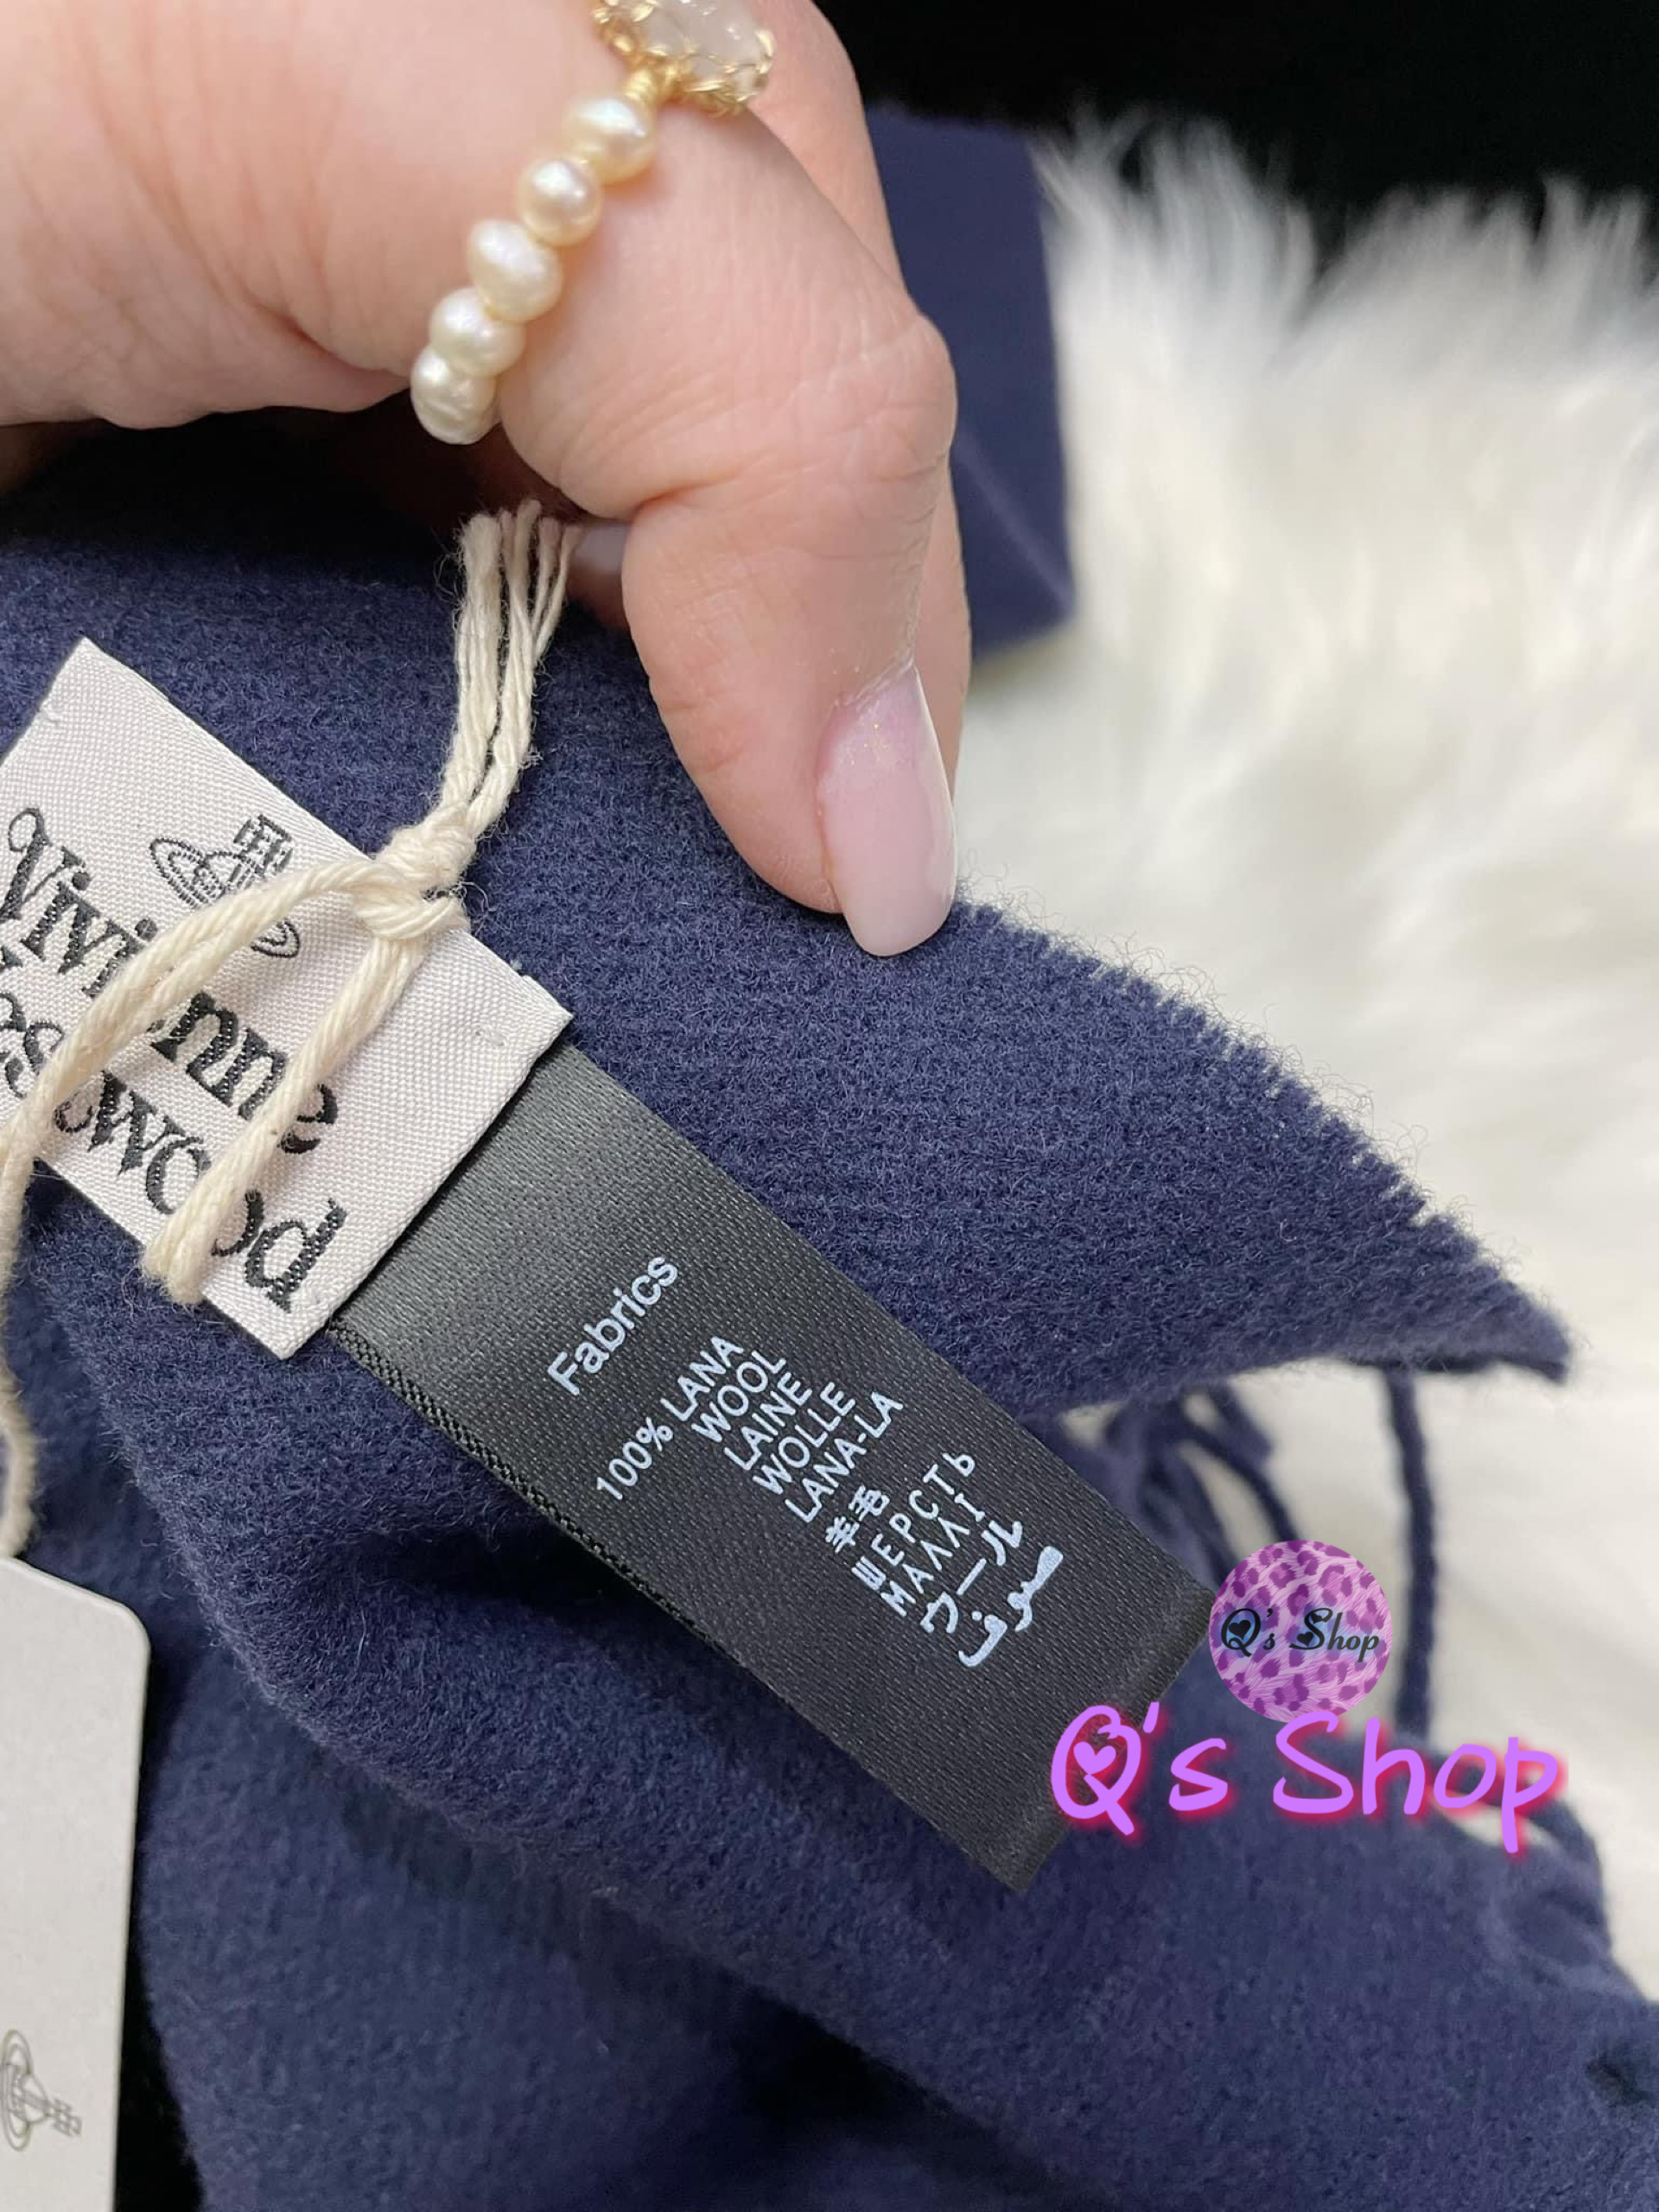 Vivienne
Westwood
Fabrics
100% LANA
WOOL
LAINE
WOLLE
LANA-LA
羊毛
ШЕРСТЬ
ΜΑΛΛΙ
ウール
صوف
Q's Shop
Q's Shop